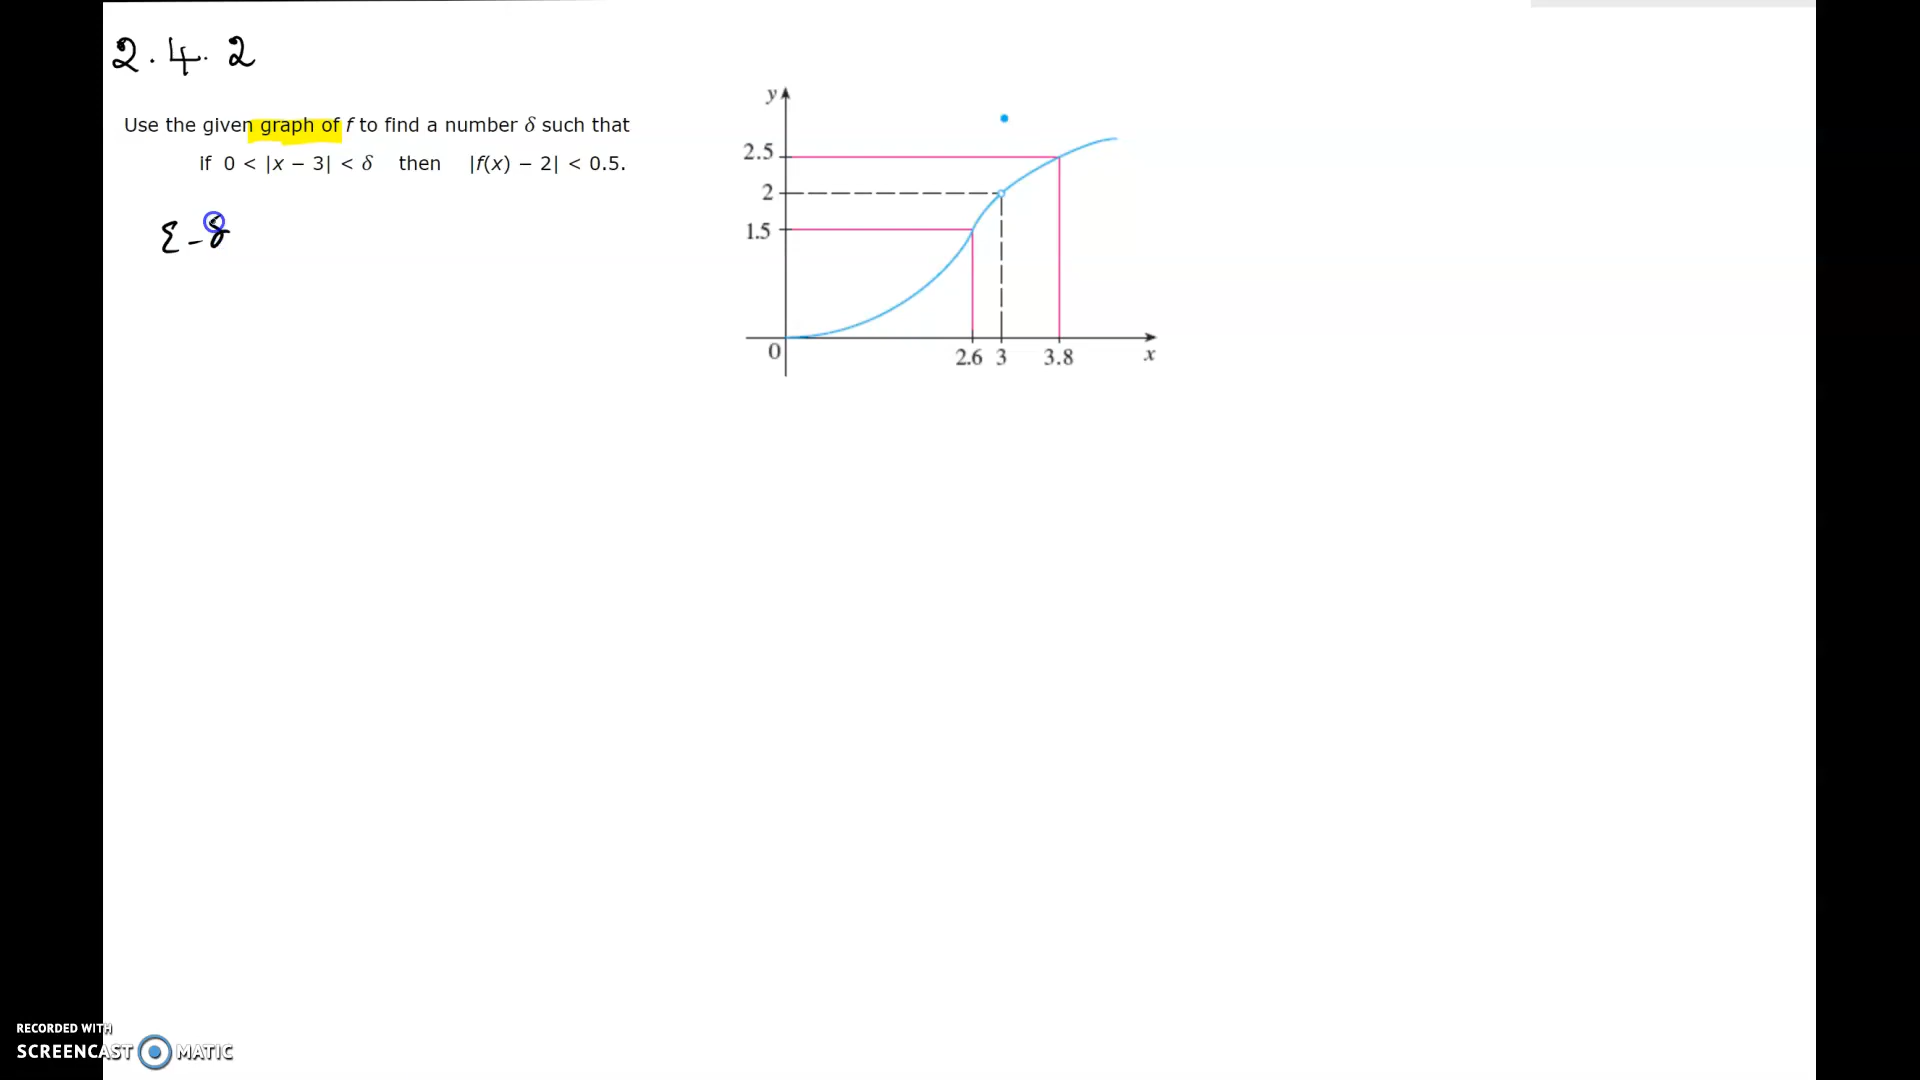 2.4.2
Use the given graph of f to find a number δ such that
if 0 < |x − 3| < δ then |f(x) − 2| < 0.5.
ε – δ
y
2.5
2
1.5
0
2.6 3 3.8
x
RECORDED WITH
SCREENCAST MATIC